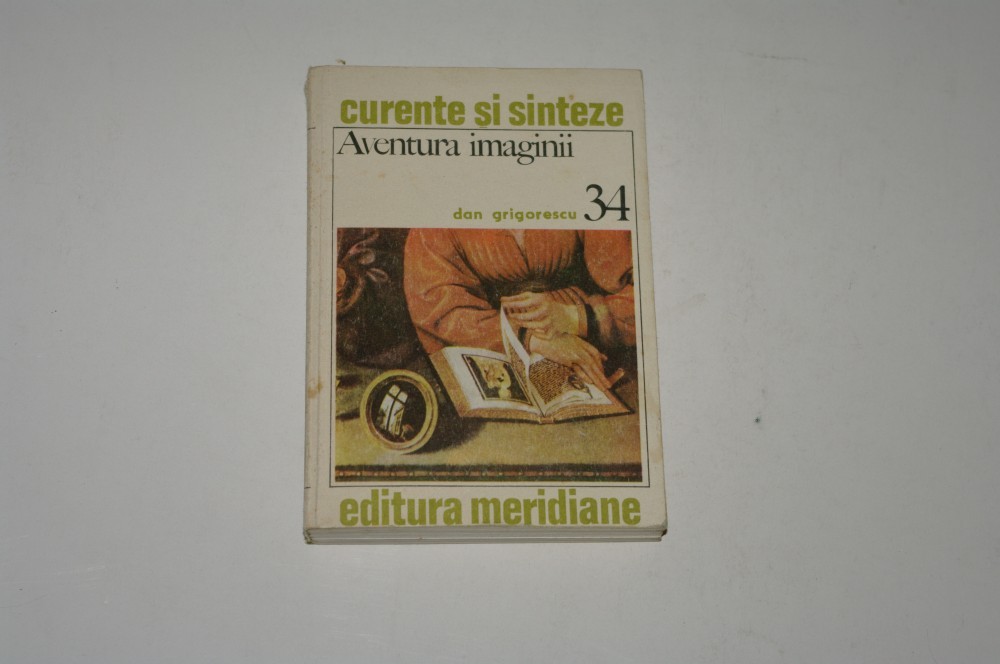 curente și sinteze
Aventura imaginii
dan grigorescu 34
editura meridiane